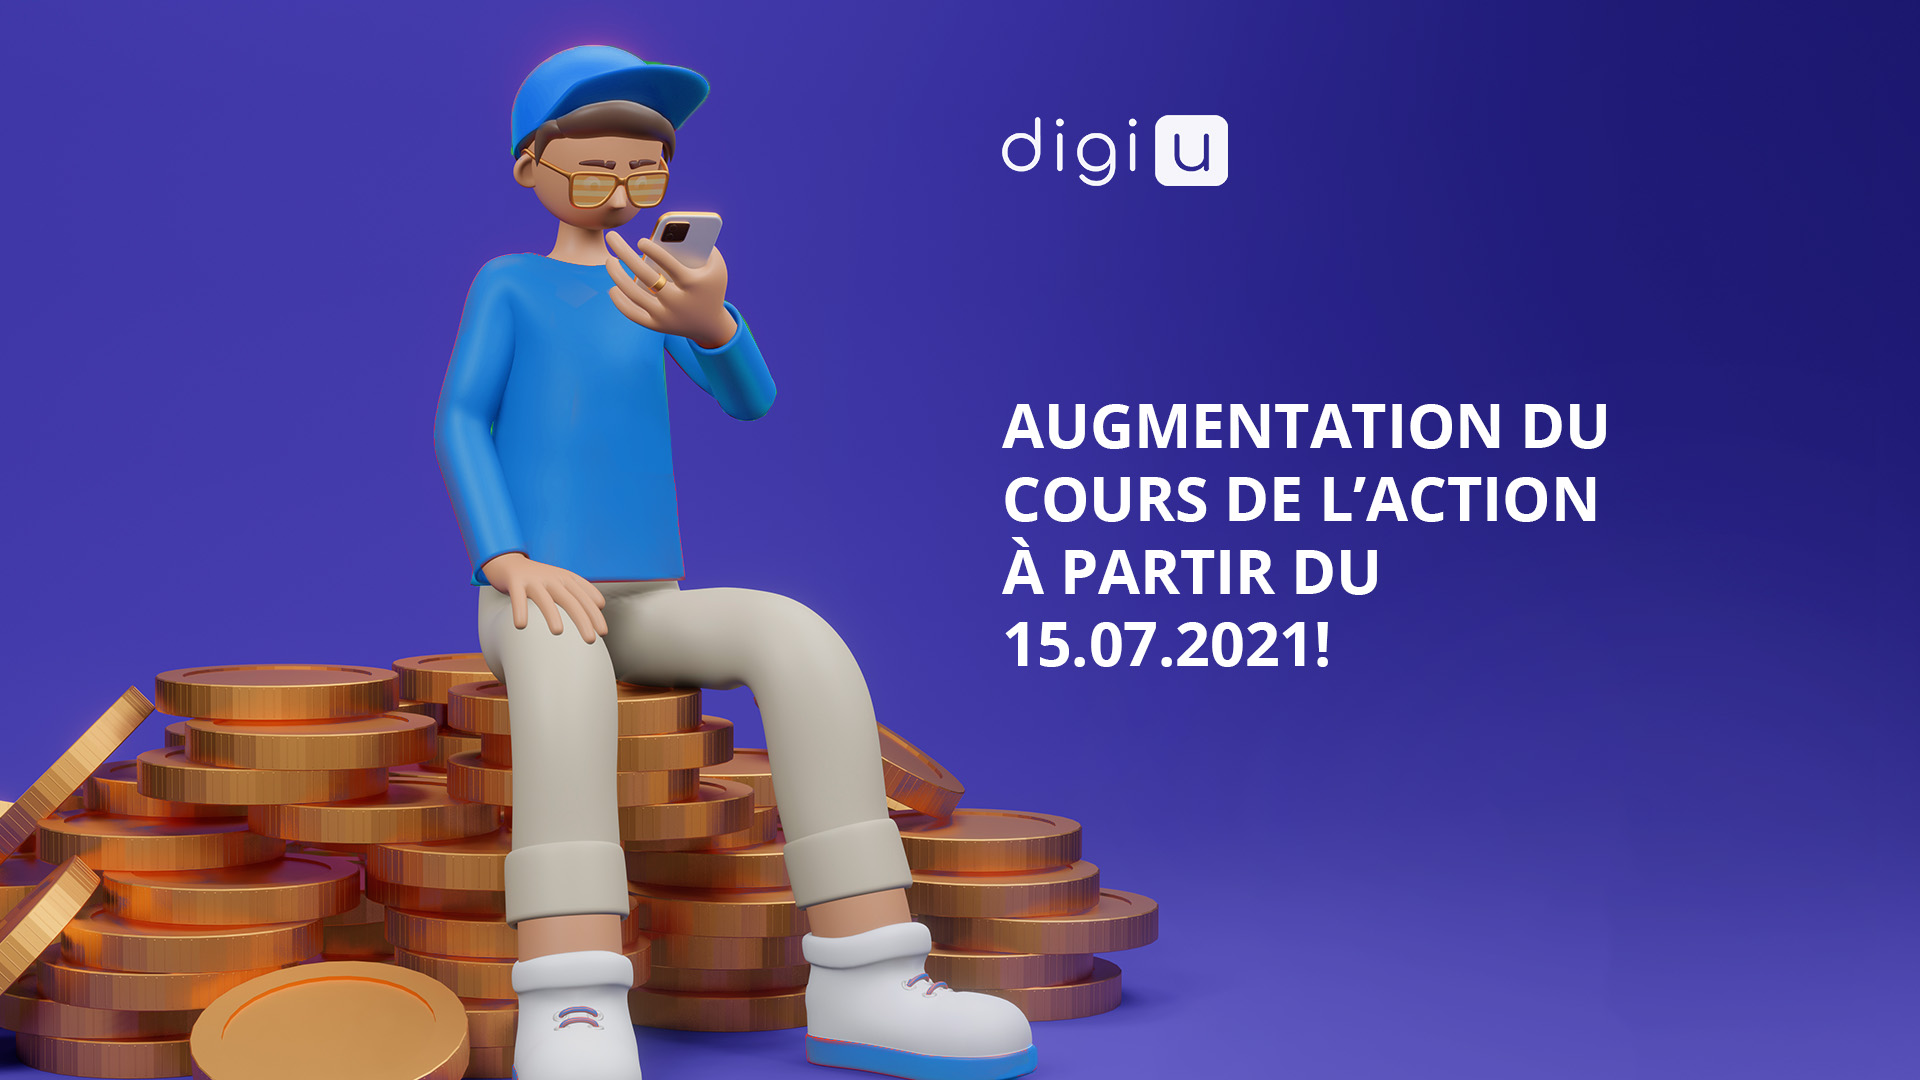 digi u
AUGMENTATION DU
COURS DE L’ACTION
À PARTIR DU
15.07.2021!